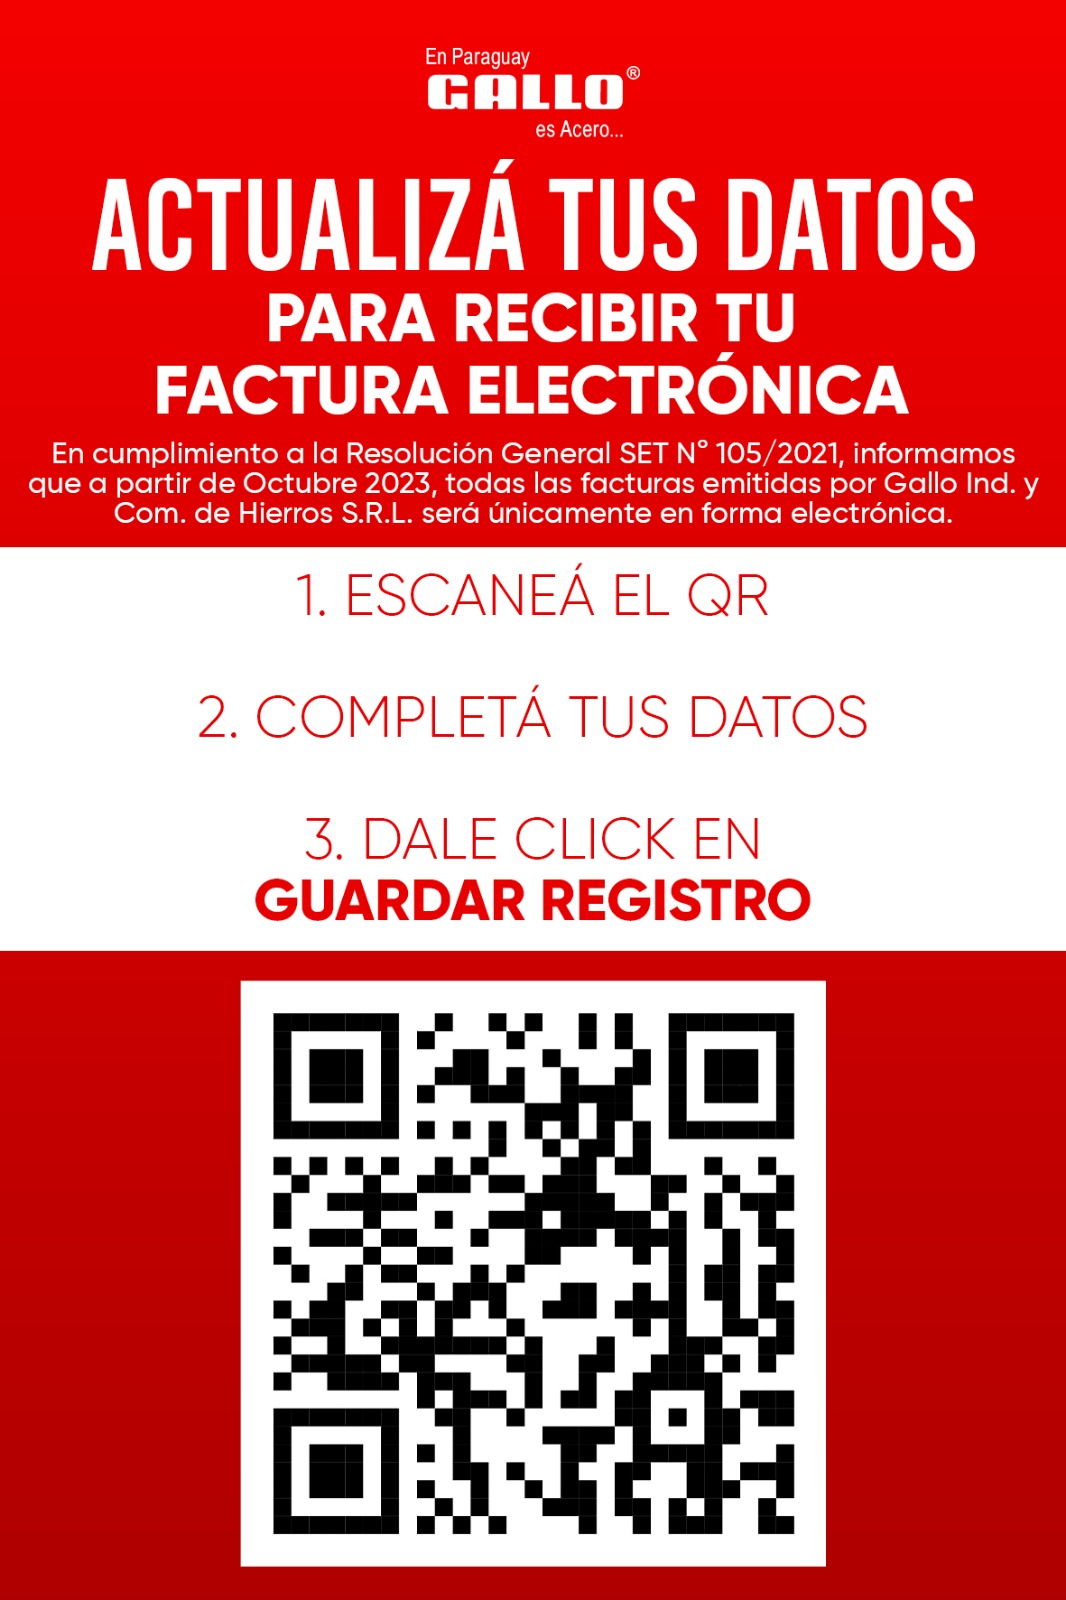 En Paraguay
GALLO®
es Acero...
ACTUALIZÁ TUS DATOS
PARA RECIBIR TU
FACTURA ELECTRÓNICA
En cumplimiento a la Resolución General SET N° 105/2021, informamos
que a partir de Octubre 2023, todas las facturas emitidas por Gallo Ind. y
Com. de Hierros S.R.L. será únicamente en forma electrónica.
1. ESCANEÁ EL QR
2. COMPLETÁ TUS DATOS
3. DALE CLICK EN
GUARDAR REGISTRO